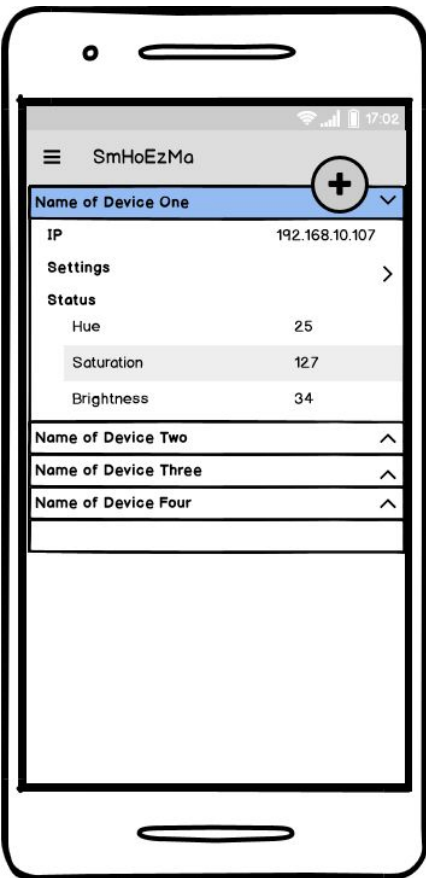 17:02
SmHoEzMa
Name of Device One
IP 192.168.10.107
Settings
Status
Hue 25
Saturation 127
Brightness 34
Name of Device Two
Name of Device Three
Name of Device Four